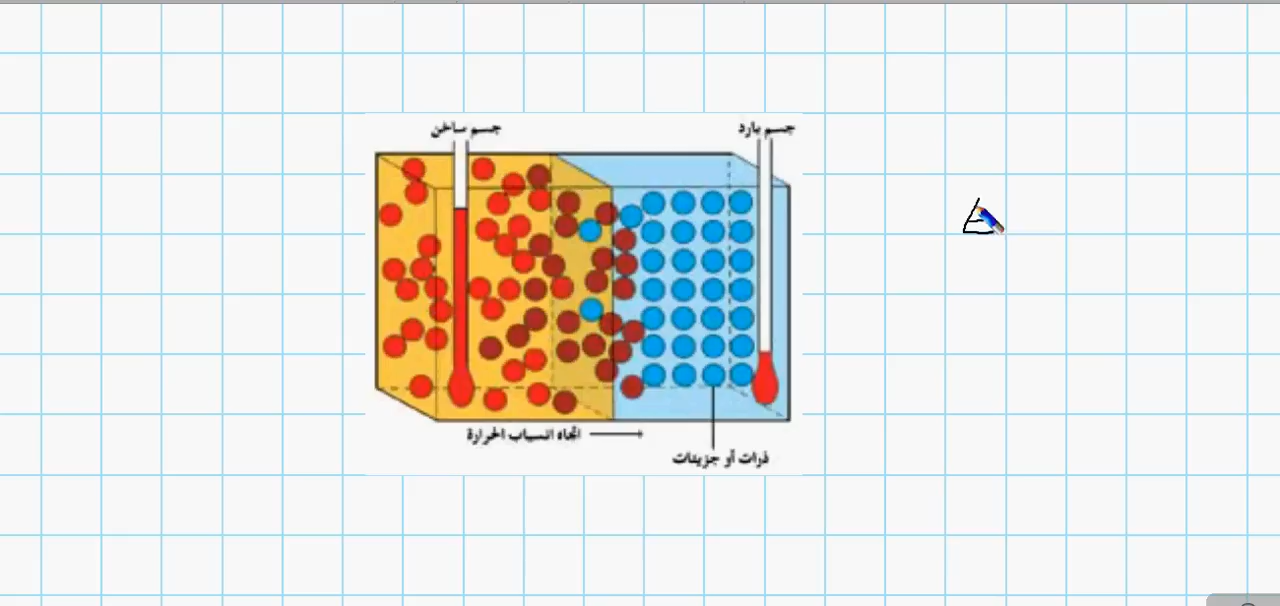 جسم بارد
جسم ساخن
اتجاه انسياب الحرارة
ذرات أو جزيئات